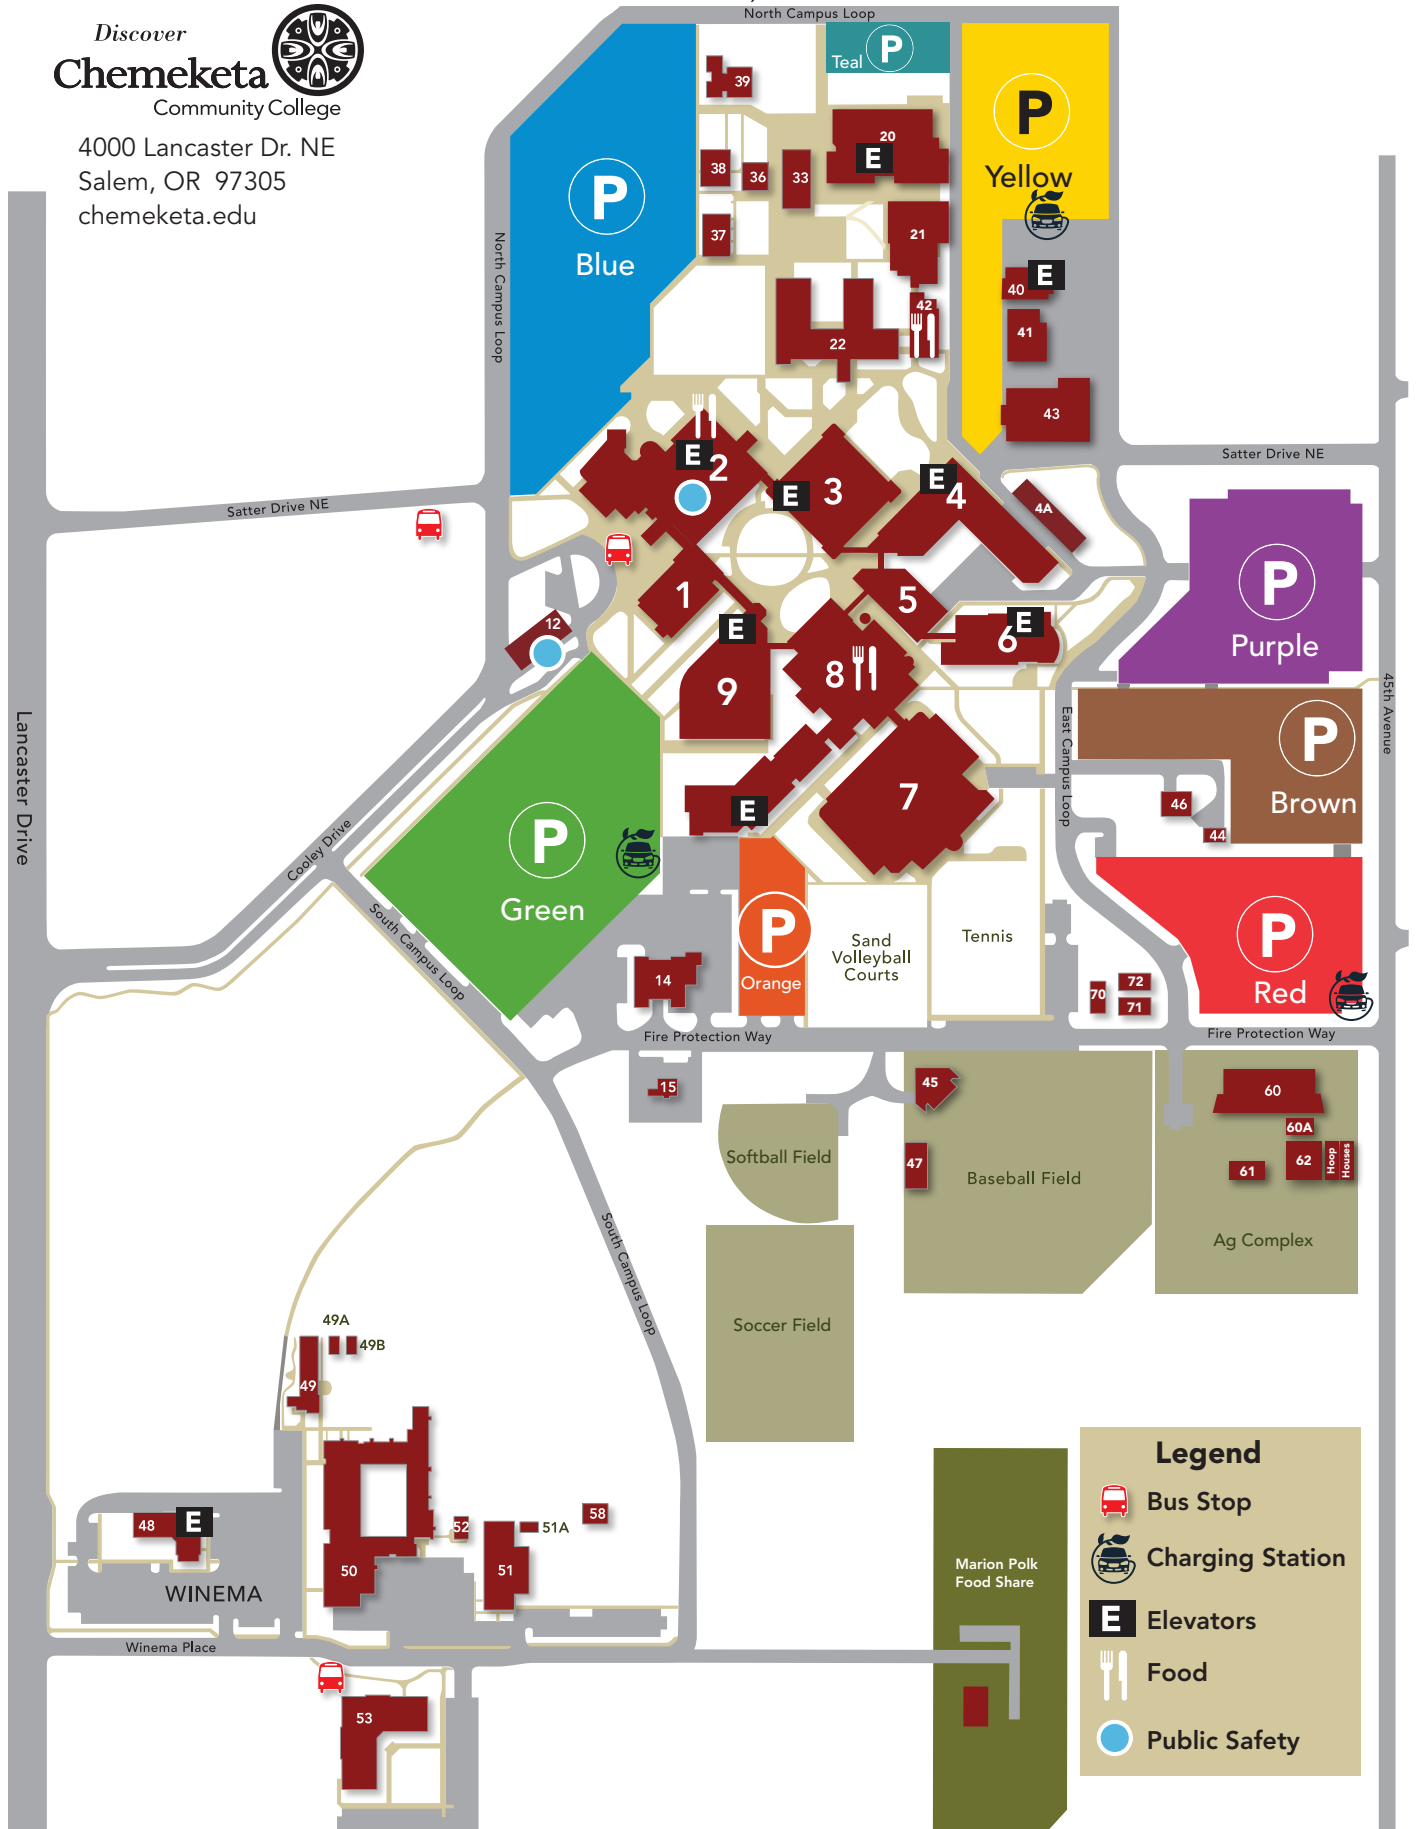 Discover
Chemeketa
Community College
4000 Lancaster Dr. NE
Salem, OR 97305
chemeketa.edu
North Campus Loop
P
Teal
P
Yellow
P
Blue
North Campus Loop
39
20
E
38
36
33
37
21
40
E
42
41
22
43
Satter Drive NE
Satter Drive NE
E
2
E
3
E
4
4A
P
Purple
1
5
12
E
6
E
8
9
7
E
Lancaster Drive
Cooley Drive
P
Green
South Campus Loop
East Campus Loop
45th Avenue
P
Brown
46
44
P
Orange
Sand
Volleyball
Courts
Tennis
P
Red
14
70
72
71
Fire Protection Way
Fire Protection Way
15
45
47
Softball Field
Baseball Field
60
60A
61
62
Hoop
Houses
Ag Complex
Soccer Field
South Campus Loop
49A
49B
49
48
E
WINEMA
50
52
51
51A
58
Winema Place
53
Marion Polk
Food Share
Legend
Bus Stop
Charging Station
E
Elevators
Food
Public Safety